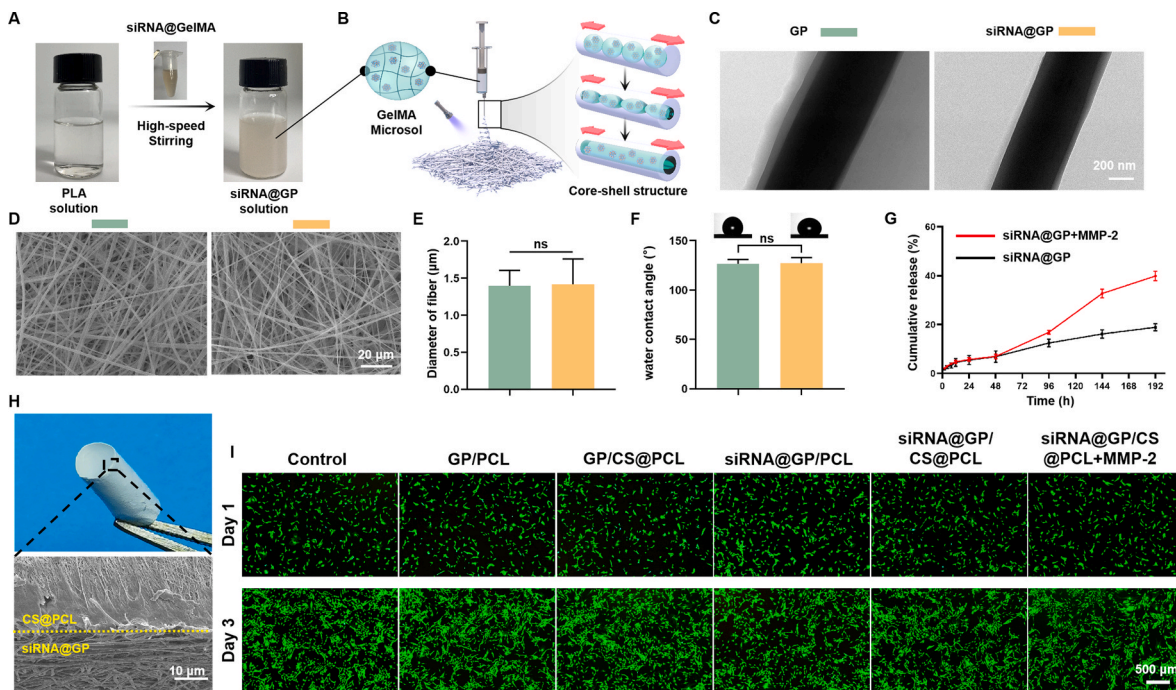 A
siRNA@GelMA
High-speed
Stirring
PLA
solution
siRNA@GP
solution
B
GelMA
Microsol
Core-shell structure
C
GP
siRNA@GP
200 nm
D
20 μm
E
Diameter of fiber (μm)
2.0
1.5
1.0
0.5
0.0
ns
F
water contact angle (°)
150
100
50
0
ns
G
Cumulative release (%)
60
40
20
0
siRNA@GP+MMP-2
siRNA@GP
0 24 48 72 96 120 144 168 192
Time (h)
H
CS@PCL
siRNA@GP
10 μm
I
Control
GP/PCL
GP/CS@PCL
siRNA@GP/PCL
siRNA@GP/
CS@PCL
siRNA@GP/CS
@PCL+MMP-2
Day 1
Day 3
500 μm